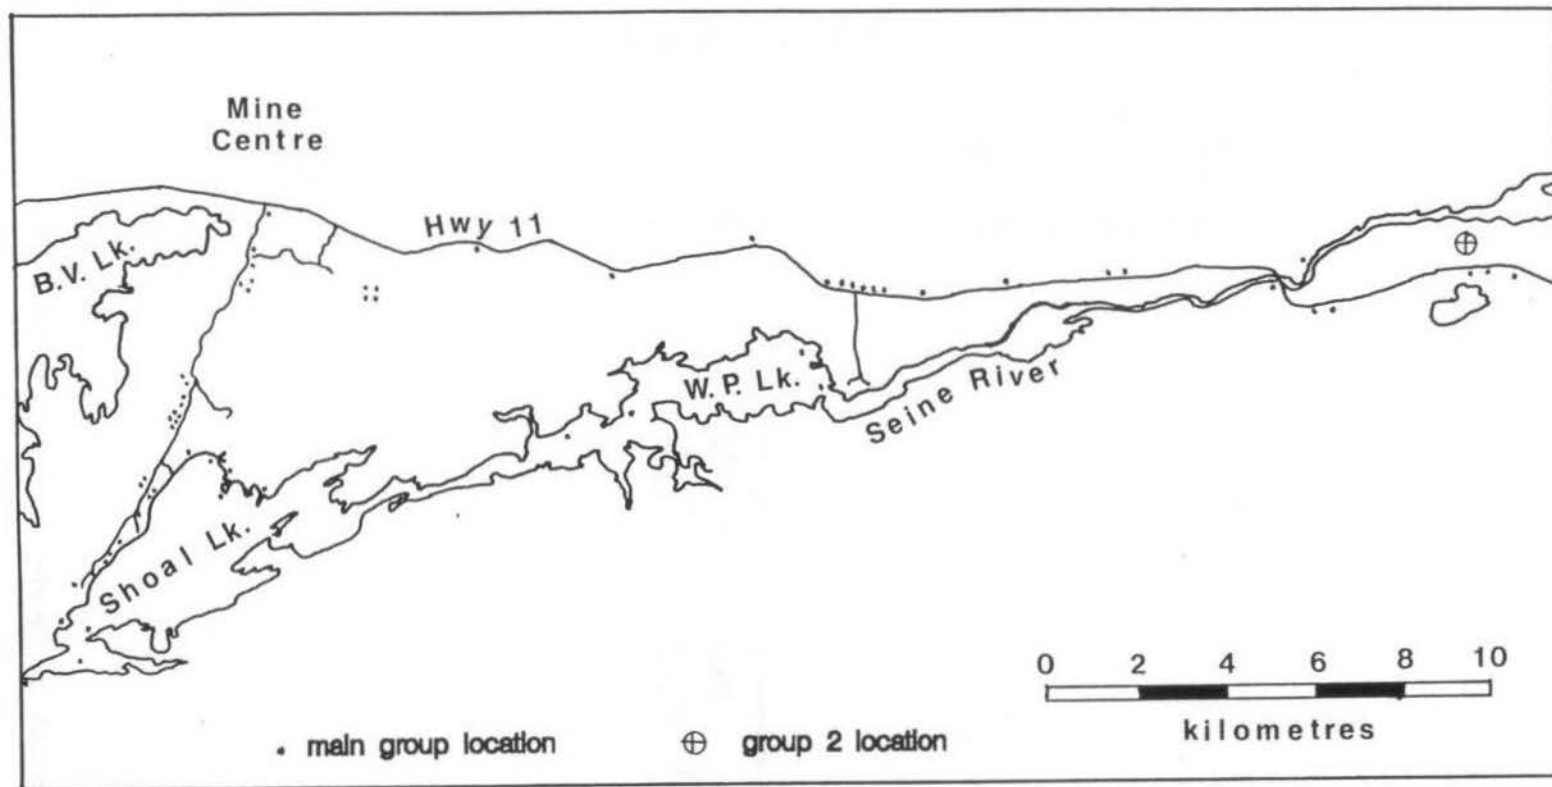 Mine
Centre
Hwy 11
B.V. Lk.
W.P. Lk.
Seine River
Shoal Lk.
0 2 4 6 8 10
kilometres
main group location
group 2 location